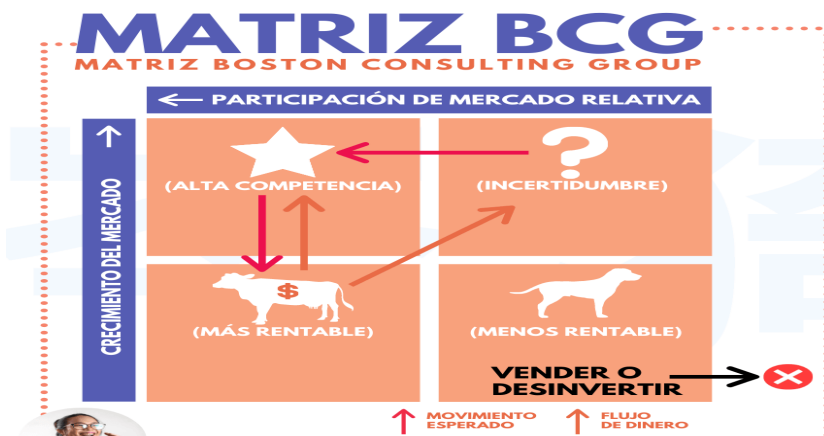 MATRIZ BCG
MATRIZ BOSTON CONSULTING GROUP
PARTICIPACIÓN DE MERCADO RELATIVA
CRECIMIENTO DEL MERCADO
(ALTA COMPETENCIA)
(INCERTIDUMBRE)
$
(MÁS RENTABLE)
(MENOS RENTABLE)
VENDER O
DESINVERTIR
MOVIMIENTO
ESPERADO
FLUJO
DE DINERO